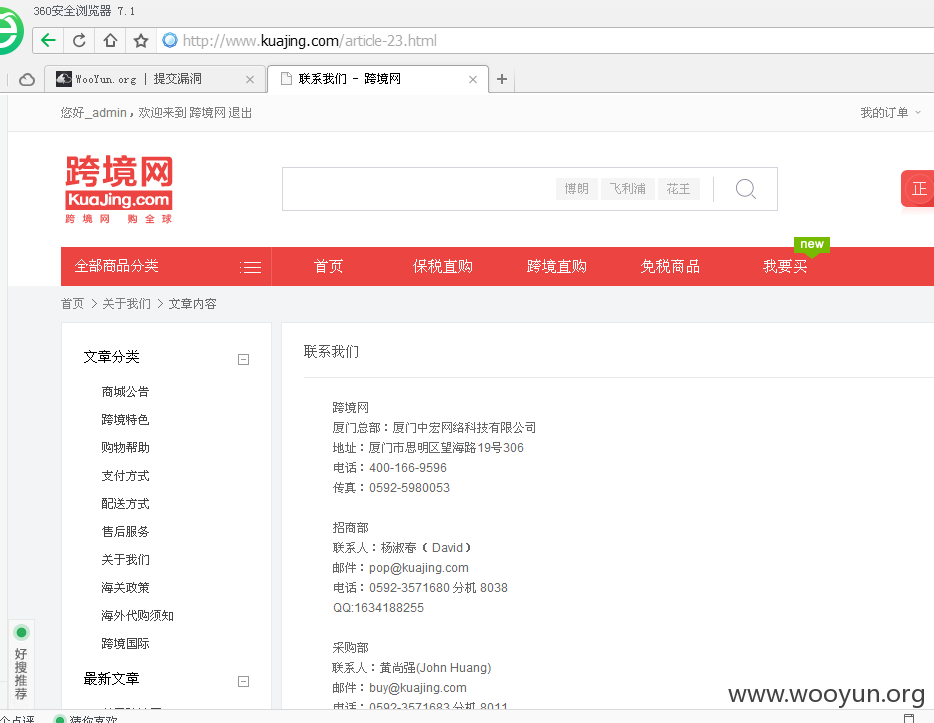 360安全浏览器 7.1
http://www.kuajing.com/article-23.html
WooYun.org | 提交漏洞
联系我们 - 跨境网
您好_admin，欢迎来到 跨境网 退出
我的订单
跨境网
KuaJing.com
跨境网 购全球
博朗 飞利浦 花王
正
new
全部商品分类 首页 保税直购 跨境直购 免税商品 我要买
首页 > 关于我们 > 文章内容
文章分类
商城公告
跨境特色
购物帮助
支付方式
配送方式
售后服务
关于我们
海关政策
海外代购须知
跨境国际
最新文章
联系我们
跨境网
厦门总部：厦门中宏网络科技有限公司
地址：厦门市思明区望海路19号306
电话：400-166-9596
传真：0592-5980053
招商部
联系人：杨淑春（ David ）
邮件：pop@kuajing.com
电话：0592-3571680 分机 8038
QQ:1634188255
采购部
联系人：黄尚强(John Huang)
邮件：buy@kuajing.com
电话：0592-3571683 分机 8011
好搜推荐
www.wooyun.org
个点评
猜你喜欢